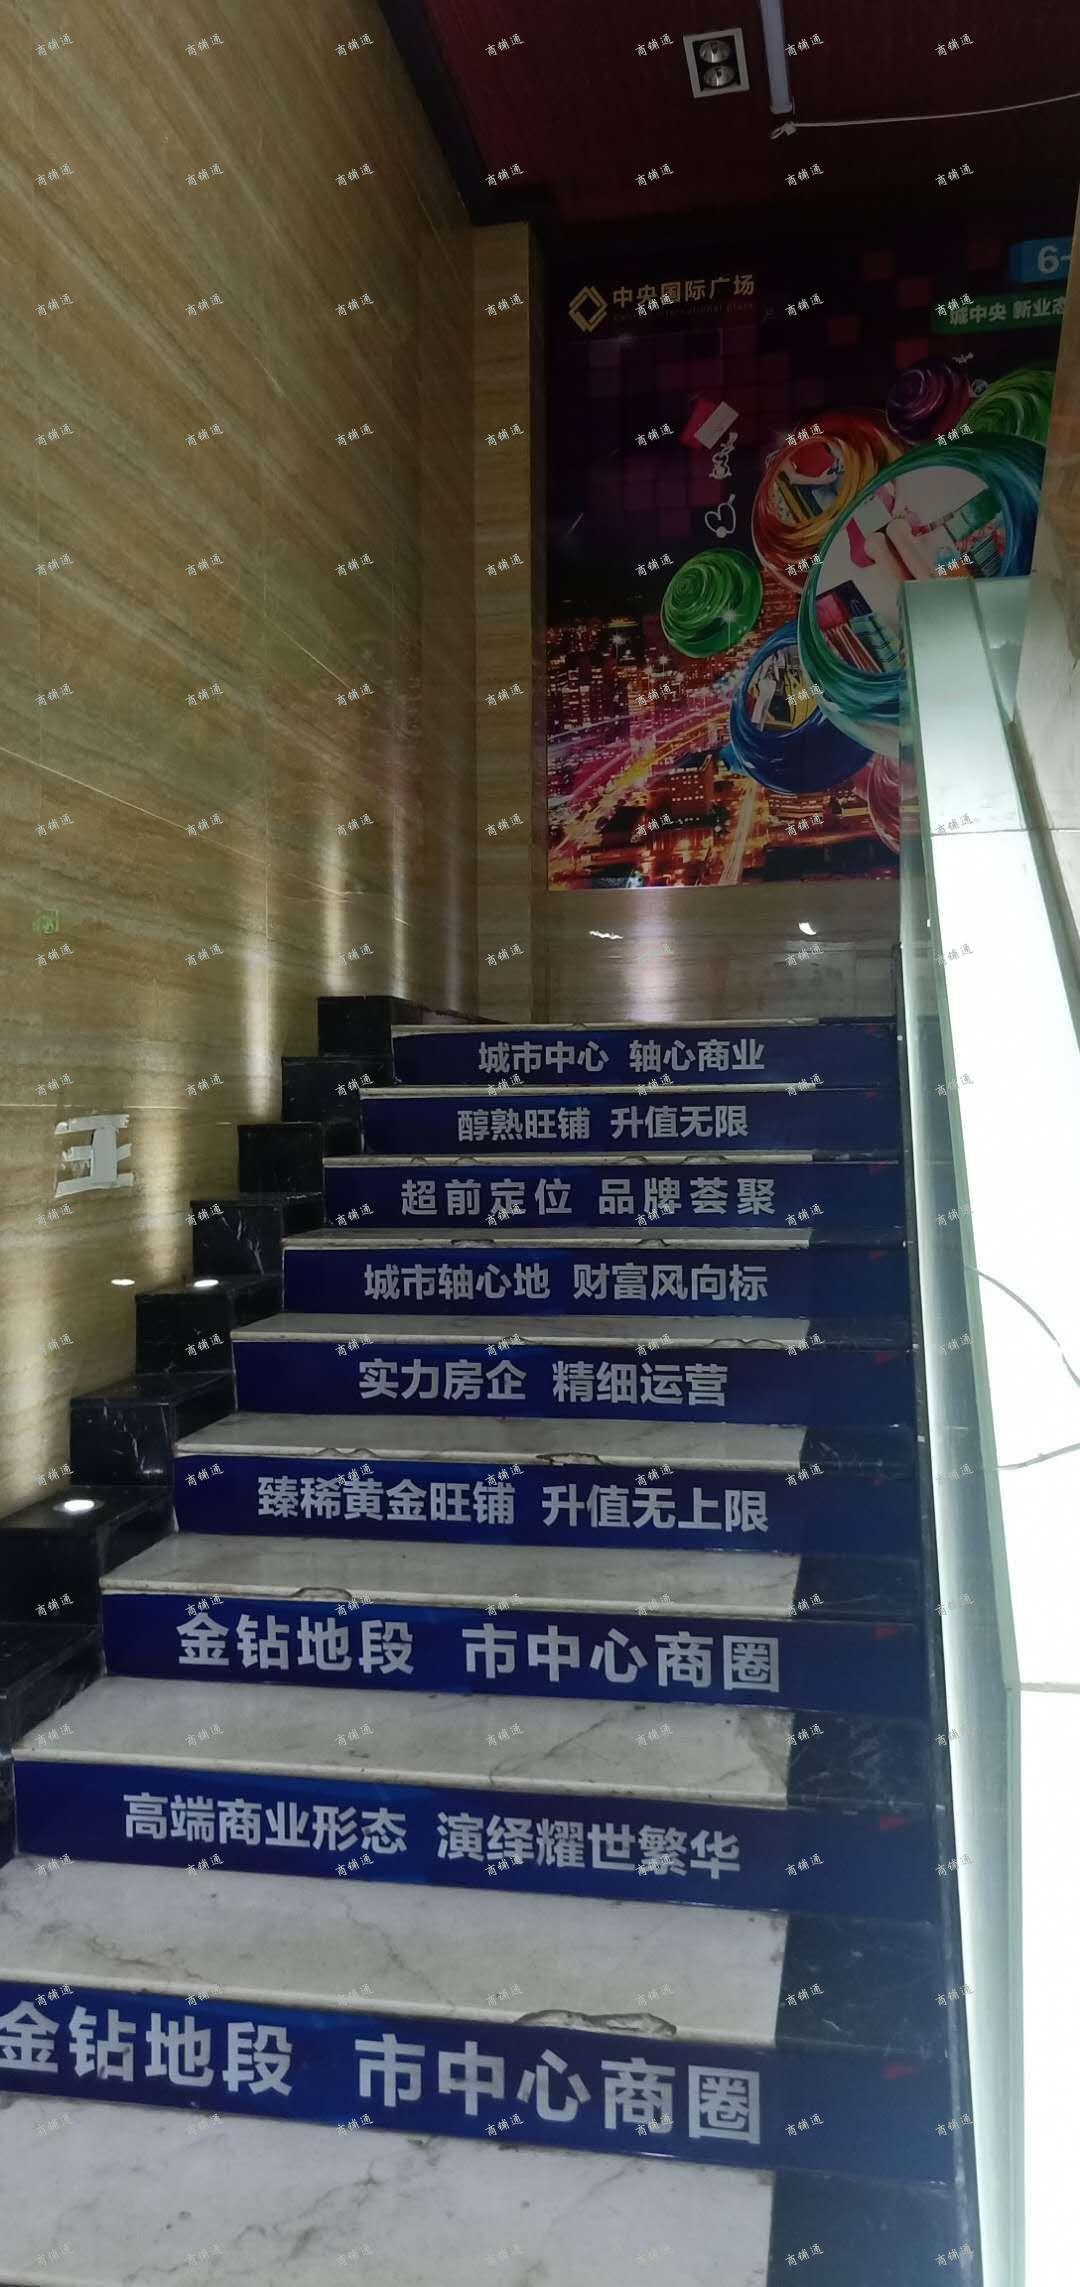 中央国际广场
6-
城中央 新业态
城市中心 轴心商业
醇熟旺铺 升值无限
超前定位 品牌荟聚
城市轴心地 财富风向标
实力房企 精细运营
臻稀黄金旺铺 升值无上限
金钻地段 市中心商圈
高端商业形态 演绎耀世繁华
金钻地段 市中心商圈
商铺通